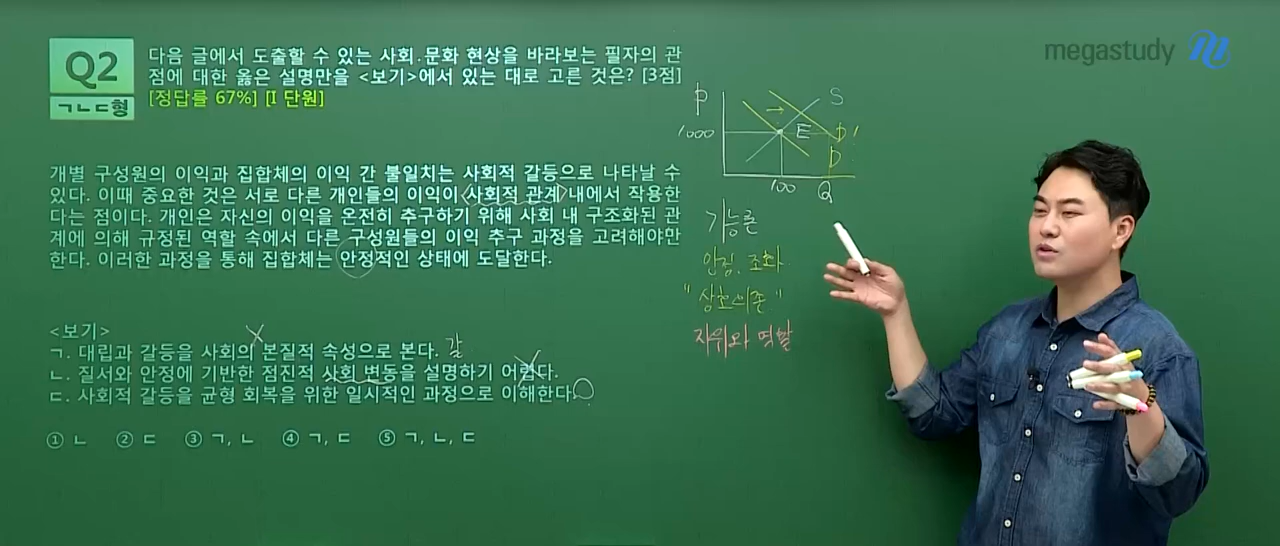 megastudy
Q2
ㄱㄴㄷ형
다음 글에서 도출할 수 있는 사회·문화 현상을 바라보는 필자의 관
점에 대한 옳은 설명만을 <보기>에서 있는 대로 고른 것은? [3점]
[정답률 67%] [I 단원]
개별 구성원의 이익과 집합체의 이익 간 불일치는 사회적 갈등으로 나타날 수
있다. 이때 중요한 것은 서로 다른 개인들의 이익이 사회적 관계 내에서 작용한
다는 점이다. 개인은 자신의 이익을 온전히 추구하기 위해 사회 내 구조화된 관
계에 의해 규정된 역할 속에서 다른 구성원들의 이익 추구 과정을 고려해야만
한다. 이러한 과정을 통해 집합체는 안정적인 상태에 도달한다.
<보기>
ㄱ. 대립과 갈등을 사회의 본질적 속성으로 본다. 갈
ㄴ. 질서와 안정에 기반한 점진적 사회 변동을 설명하기 어렵다.
ㄷ. 사회적 갈등을 균형 회복을 위한 일시적인 과정으로 이해한다.
① ㄴ ② ㄷ ③ ㄱ, ㄴ ④ ㄱ, ㄷ ⑤ ㄱ, ㄴ, ㄷ
P
S
1000
E
D'
D
100
Q
기능론
안정, 조화
"상호의존"
지위와 역할